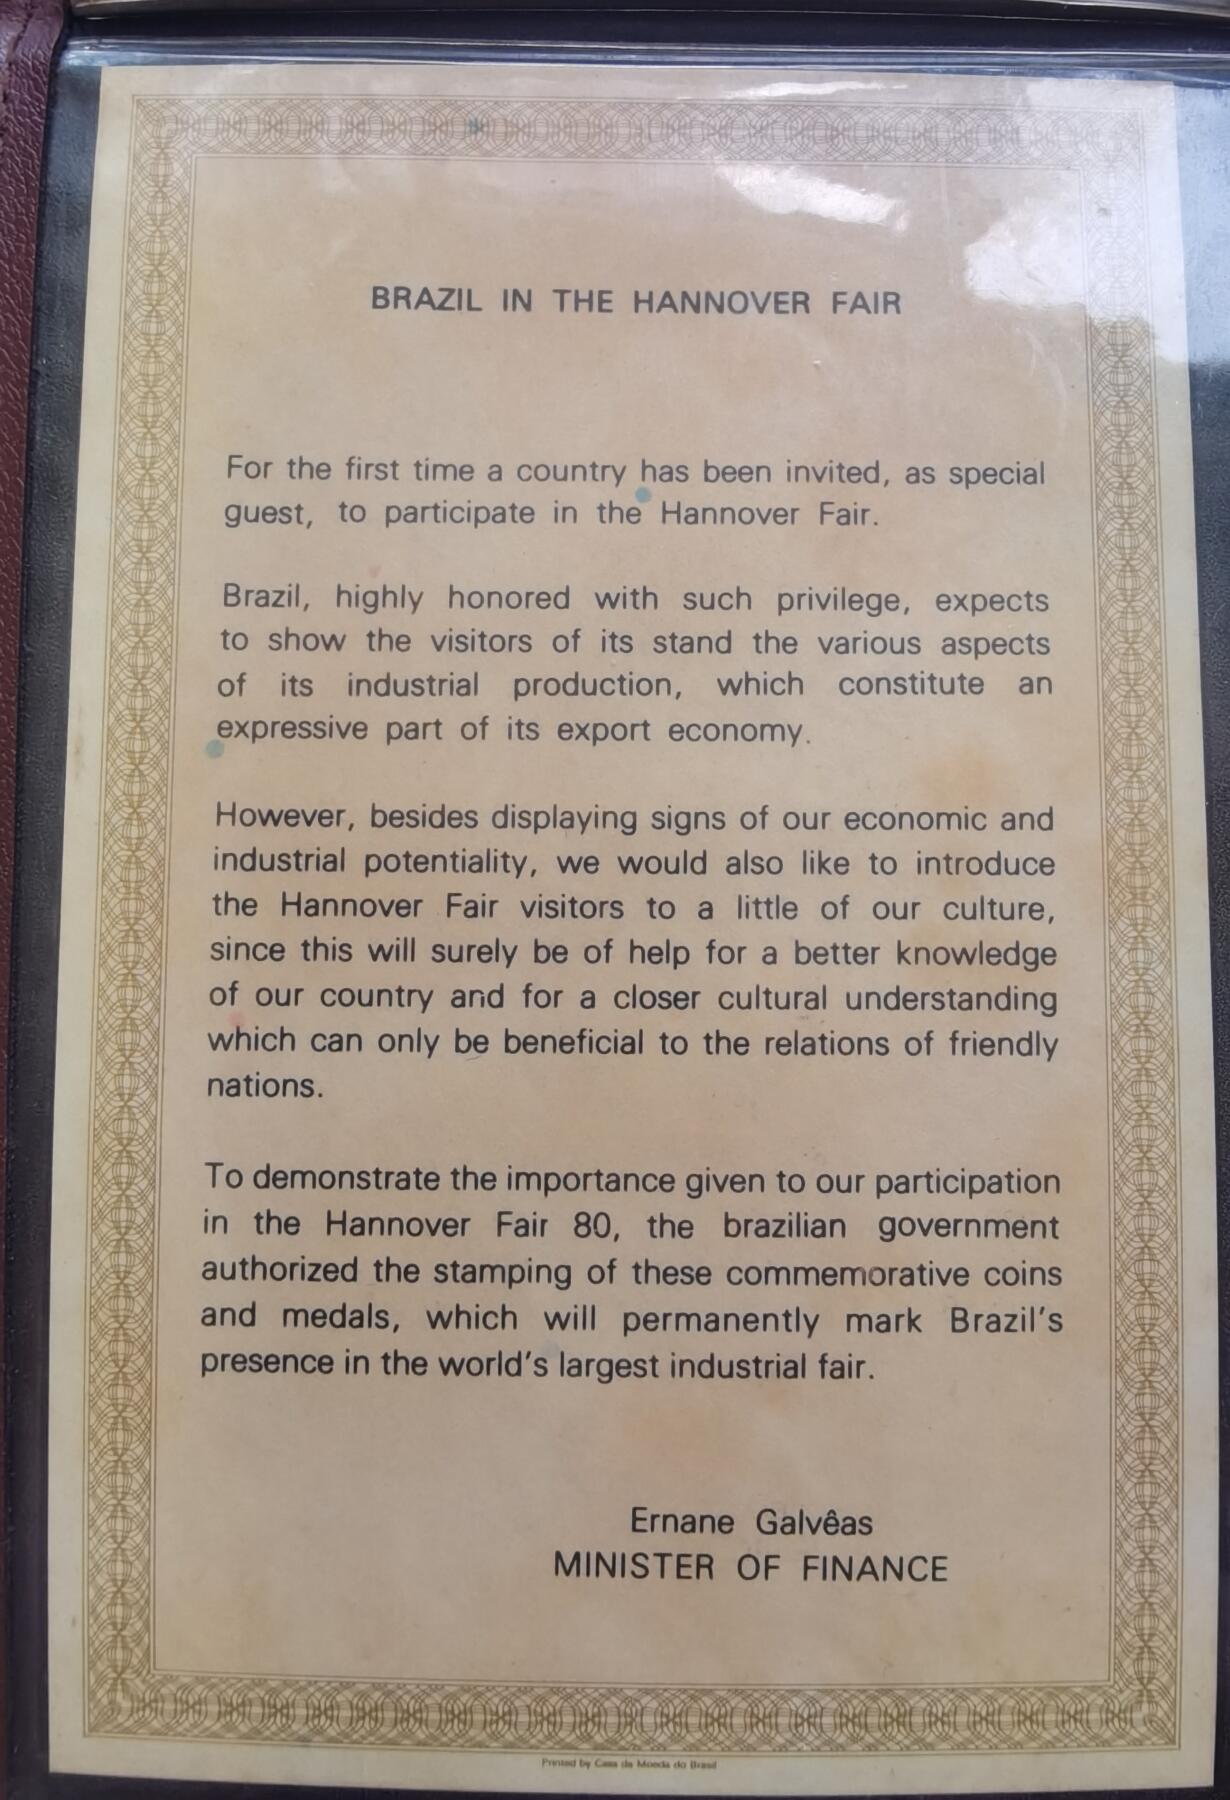 BRAZIL IN THE HANNOVER FAIR
For the first time a country has been invited, as special
guest, to participate in the Hannover Fair.
Brazil, highly honored with such privilege, expects
to show the visitors of its stand the various aspects
of its industrial production, which constitute an
expressive part of its export economy.
However, besides displaying signs of our economic and
industrial potentiality, we would also like to introduce
the Hannover Fair visitors to a little of our culture,
since this will surely be of help for a better knowledge
of our country and for a closer cultural understanding
which can only be beneficial to the relations of friendly
nations.
To demonstrate the importance given to our participation
in the Hannover Fair 80, the brazilian government
authorized the stamping of these commemorative coins
and medals, which will permanently mark Brazil's
presence in the world's largest industrial fair.
Ernane Galvêas
MINISTER OF FINANCE
Printed by Casa da Moeda do Brasil